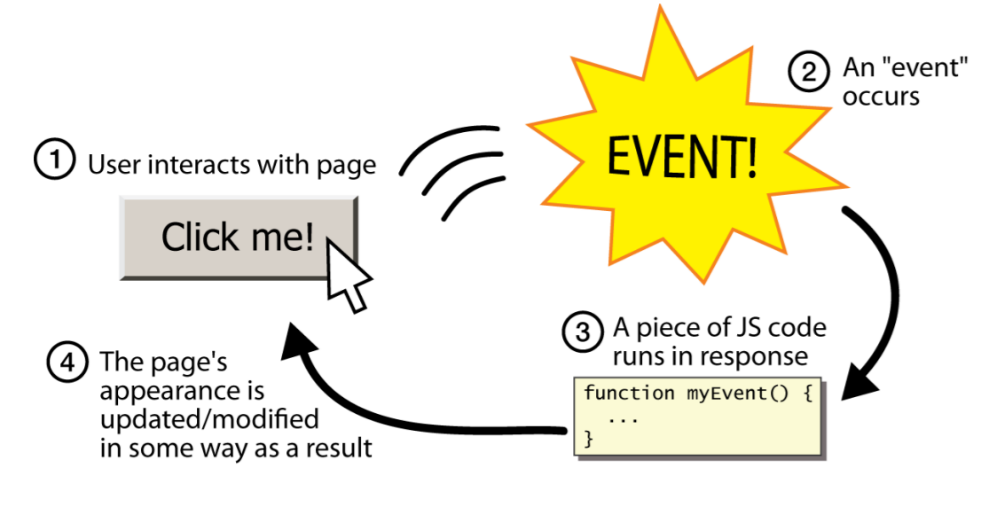 1 User interacts with page
Click me!
EVENT!
2 An "event"
occurs
3 A piece of JS code
runs in response
function myEvent() {
...
}
4 The page's
appearance is
updated/modified
in some way as a result